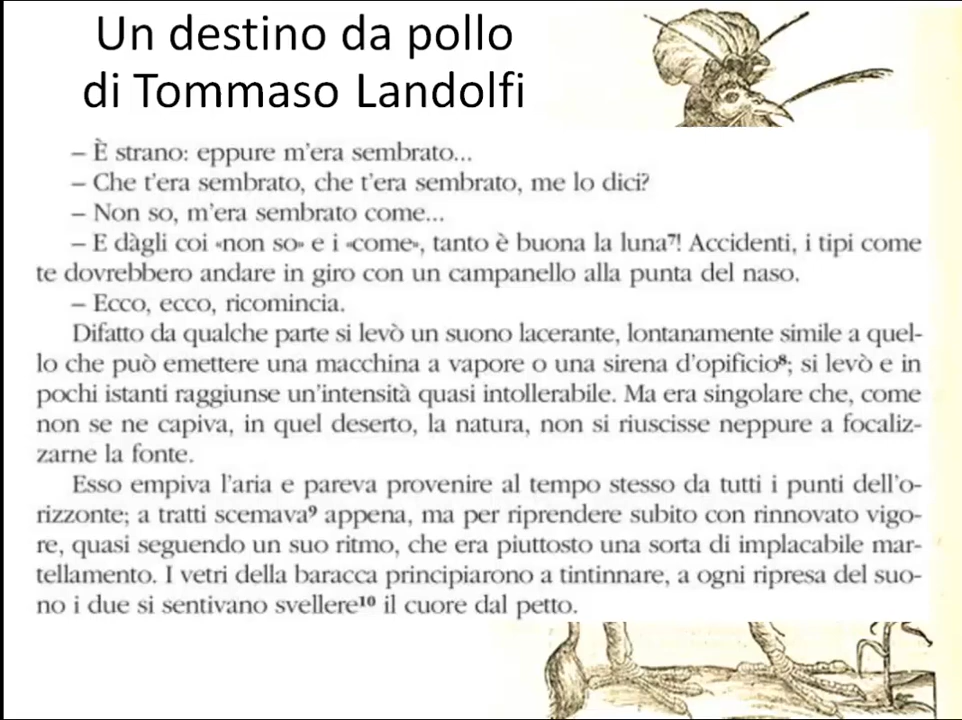 Un destino da pollo
di Tommaso Landolfi
– È strano: eppure m'era sembrato...
– Che t'era sembrato, che t'era sembrato, me lo dici?
– Non so, m'era sembrato come...
– E dàgli coi «non so» e i «come», tanto è buona la luna⁷! Accidenti, i tipi come
te dovrebbero andare in giro con un campanello alla punta del naso.
– Ecco, ecco, ricomincia.
Difatto da qualche parte si levò un suono lacerante, lontanamente simile a quel-
lo che può emettere una macchina a vapore o una sirena d'opificio⁸; si levò e in
pochi istanti raggiunse un'intensità quasi intollerabile. Ma era singolare che, come
non se ne capiva, in quel deserto, la natura, non si riuscisse neppure a focaliz-
zarne la fonte.
Esso empiva l'aria e pareva provenire al tempo stesso da tutti i punti dell'o-
rizzonte; a tratti scemava⁹ appena, ma per riprendere subito con rinnovato vigo-
re, quasi seguendo un suo ritmo, che era piuttosto una sorta di implacabile mar-
tellamento. I vetri della baracca principiarono a tintinnare, a ogni ripresa del suo-
no i due si sentivano svellere¹⁰ il cuore dal petto.